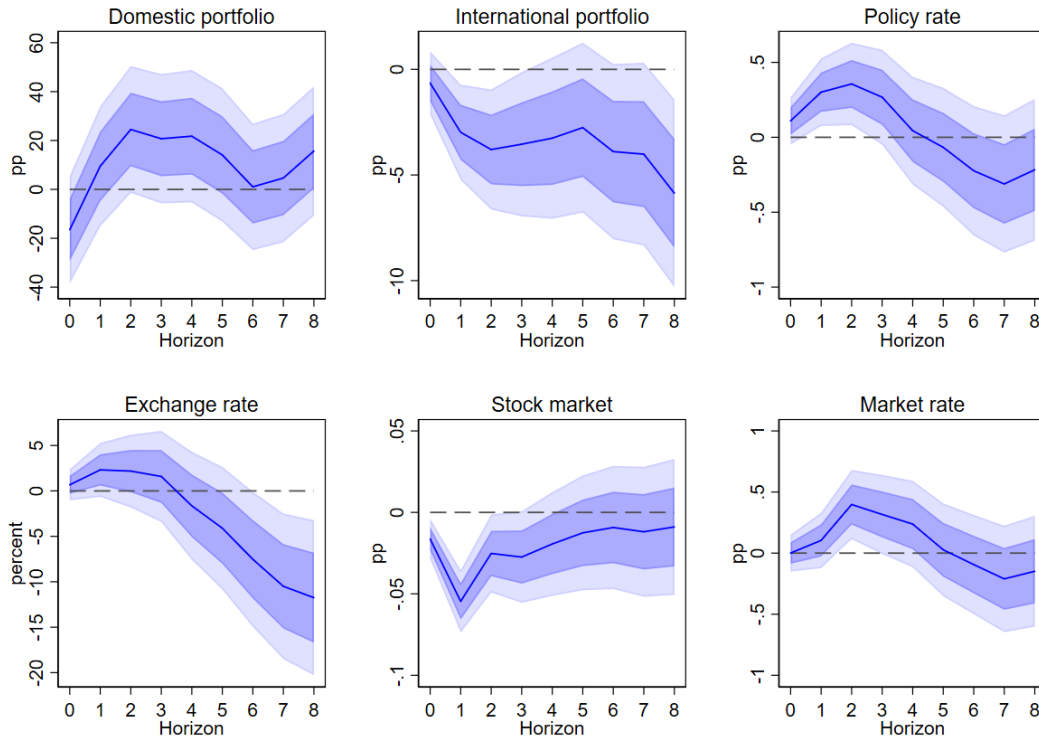 Domestic portfolio
pp
60
40
20
0
-20
-40
0 1 2 3 4 5 6 7 8
Horizon
International portfolio
pp
0
-5
-10
0 1 2 3 4 5 6 7 8
Horizon
Policy rate
pp
.5
0
-.5
-1
0 1 2 3 4 5 6 7 8
Horizon
Exchange rate
percent
5
0
-5
-10
-15
-20
0 1 2 3 4 5 6 7 8
Horizon
Stock market
pp
.05
0
-.05
-.1
0 1 2 3 4 5 6 7 8
Horizon
Market rate
pp
1
.5
0
-.5
-1
0 1 2 3 4 5 6 7 8
Horizon